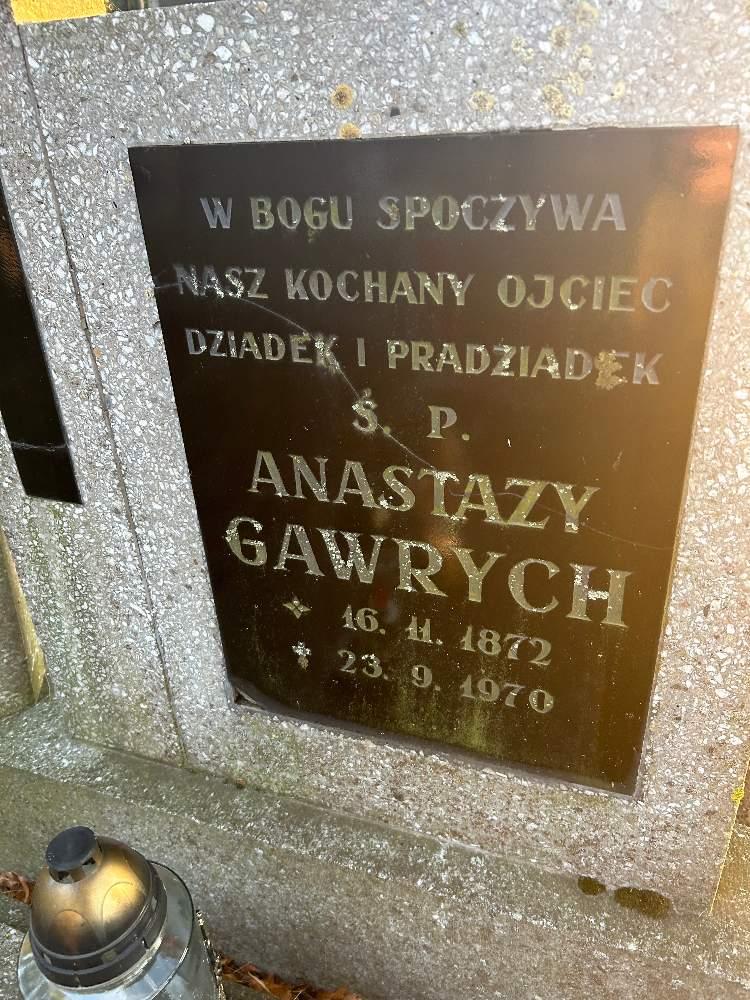 W BOGU SPOCZYWA
NASZ KOCHANY OJCIEC
DZIADEK I PRADZIADEK
Ś. P.
ANASTAZY
GAWRYCH
16. 11. 1872
23. 9. 1970